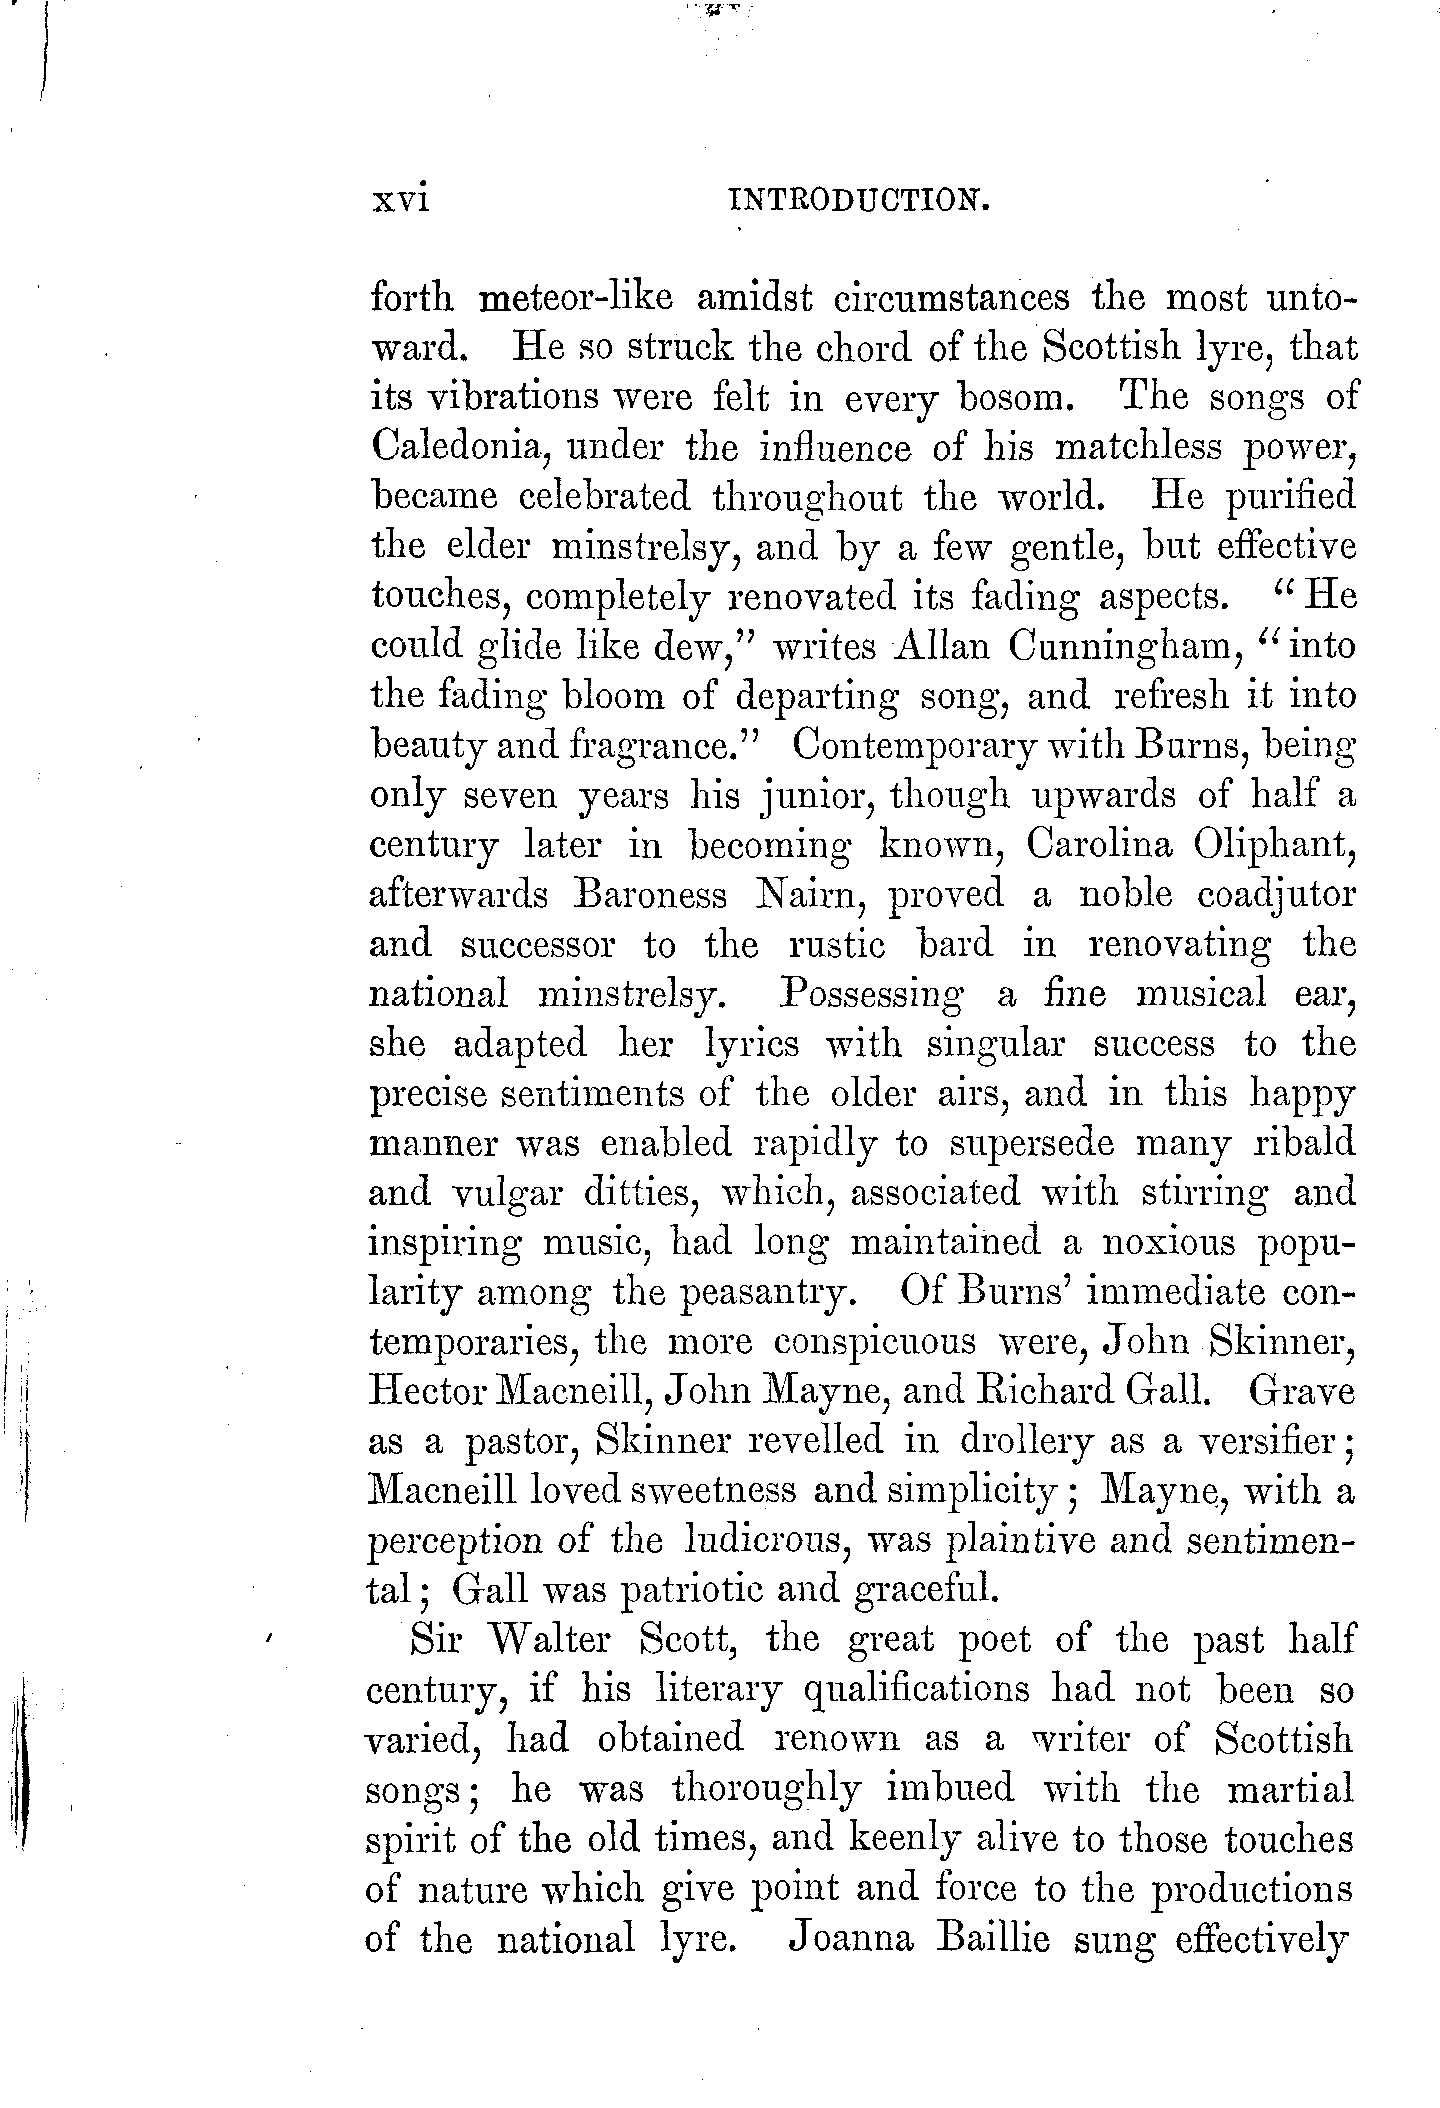 xvi INTRODUCTION.
forth meteor-like amidst circumstances the most unto-
ward. He so struck the chord of the Scottish lyre, that
its vibrations were felt in every bosom. The songs of
Caledonia, under the influence of his matchless power,
became celebrated throughout the world. He purified
the elder minstrelsy, and by a few gentle, but effective
touches, completely renovated its fading aspects. “He
could glide like dew,” writes Allan Cunningham, “into
the fading bloom of departing song, and refresh it into
beauty and fragrance.” Contemporary with Burns, being
only seven years his junior, though upwards of half a
century later in becoming known, Carolina Oliphant,
afterwards Baroness Nairn, proved a noble coadjutor
and successor to the rustic bard in renovating the
national minstrelsy. Possessing a fine musical ear,
she adapted her lyrics with singular success to the
precise sentiments of the older airs, and in this happy
manner was enabled rapidly to supersede many ribald
and vulgar ditties, which, associated with stirring and
inspiring music, had long maintained a noxious popu-
larity among the peasantry. Of Burns’ immediate con-
temporaries, the more conspicuous were, John Skinner,
Hector Macneill, John Mayne, and Richard Gall. Grave
as a pastor, Skinner revelled in drollery as a versifier;
Macneill loved sweetness and simplicity; Mayne, with a
perception of the ludicrous, was plaintive and sentimen-
tal; Gall was patriotic and graceful.
Sir Walter Scott, the great poet of the past half
century, if his literary qualifications had not been so
varied, had obtained renown as a writer of Scottish
songs; he was thoroughly imbued with the martial
spirit of the old times, and keenly alive to those touches
of nature which give point and force to the productions
of the national lyre. Joanna Baillie sung effectively